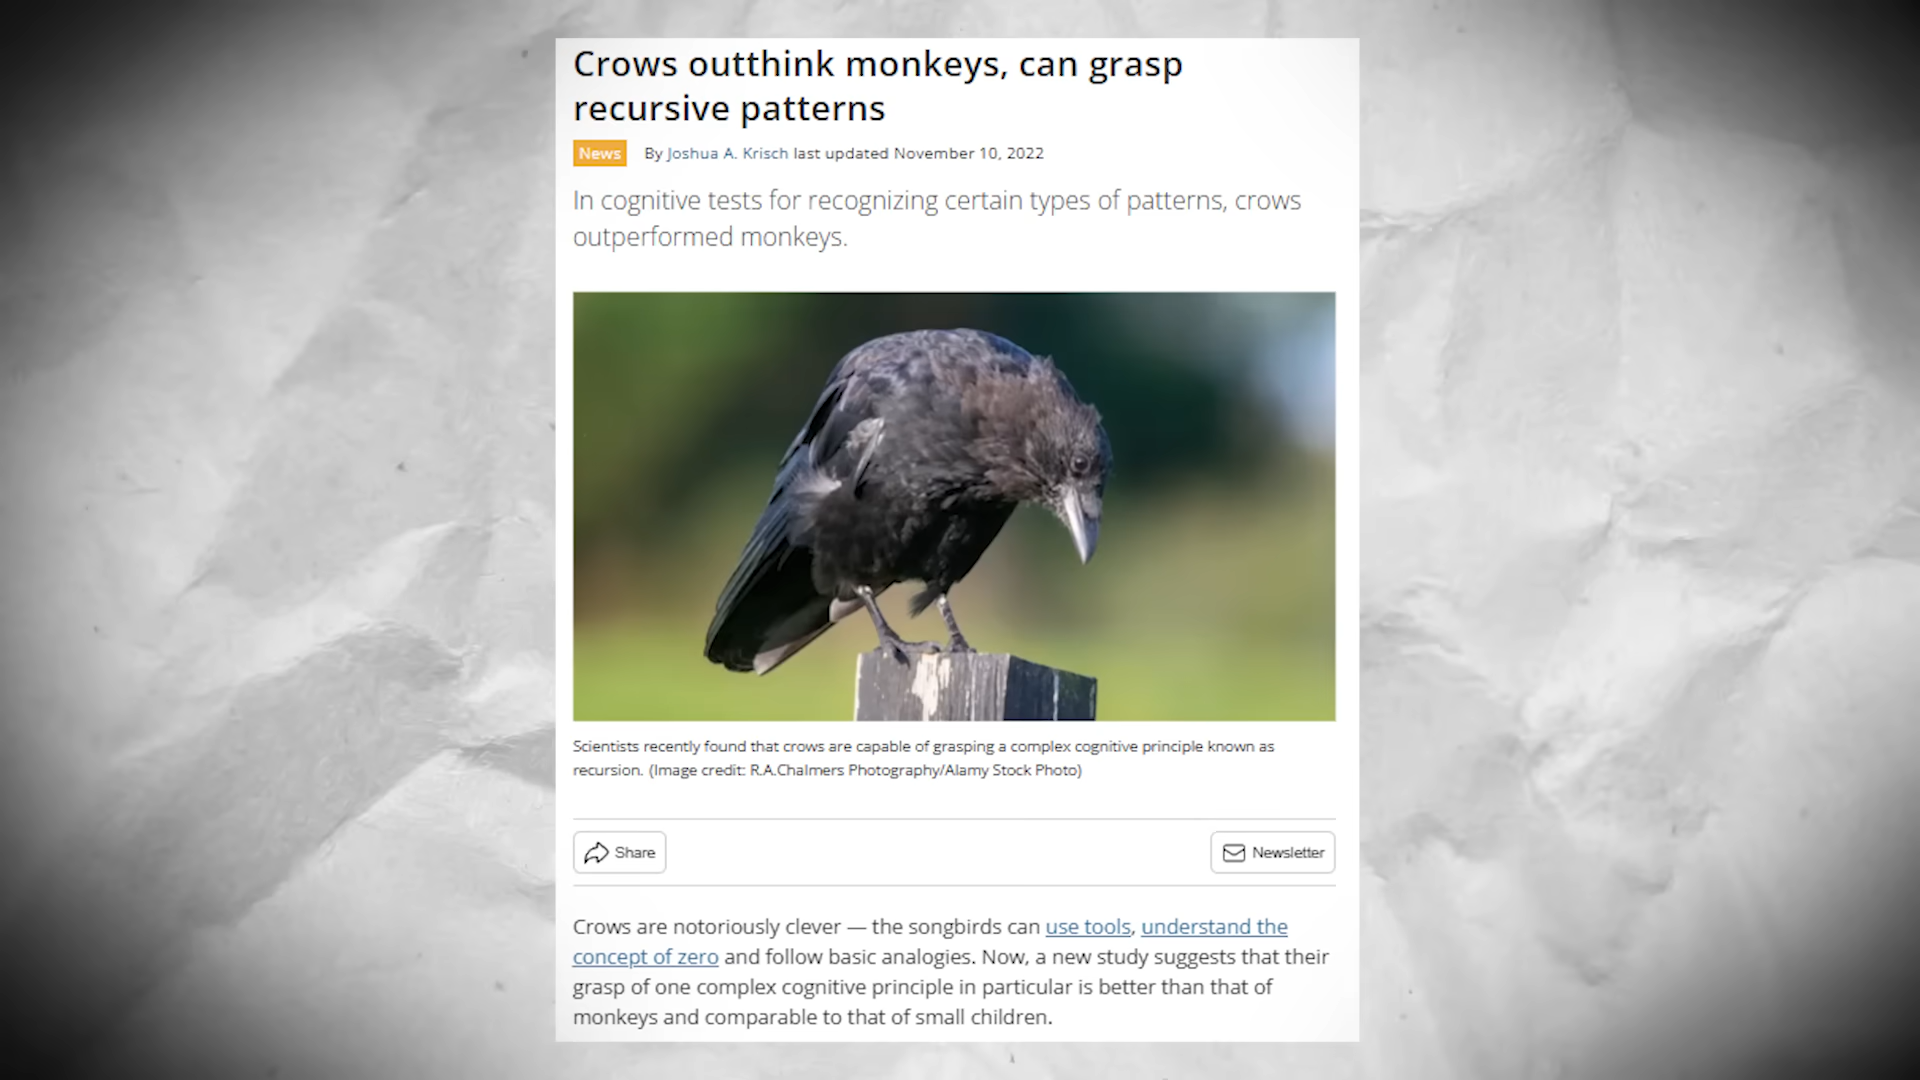 Crows outthink monkeys, can grasp
recursive patterns
News By Joshua A. Krisch last updated November 10, 2022
In cognitive tests for recognizing certain types of patterns, crows
outperformed monkeys.
Scientists recently found that crows are capable of grasping a complex cognitive principle known as
recursion. (Image credit: R.A.Chalmers Photography/Alamy Stock Photo)
Share Newsletter
Crows are notoriously clever — the songbirds can use tools, understand the
concept of zero and follow basic analogies. Now, a new study suggests that their
grasp of one complex cognitive principle in particular is better than that of
monkeys and comparable to that of small children.